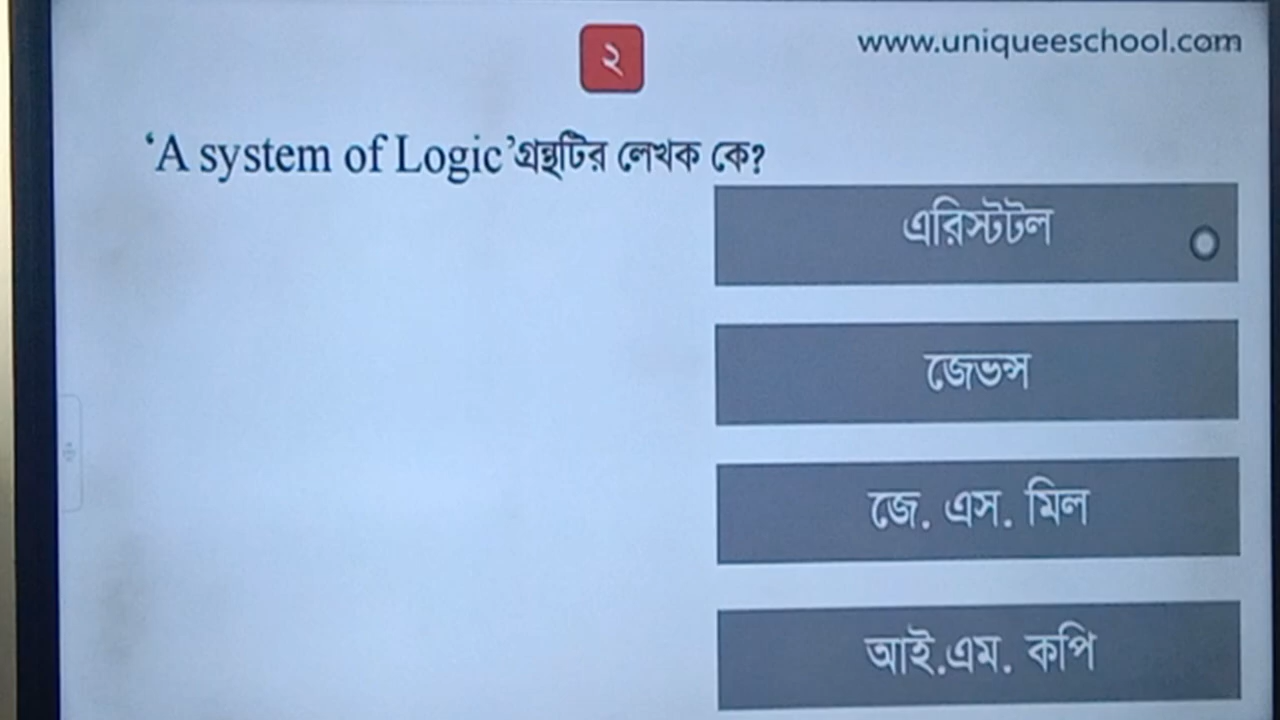 ২
www.uniqueeschool.com
‘A system of Logic’গ্রন্থটির লেখক কে?
এরিস্টটল
জেভন্স
জে. এস. মিল
আই.এম. কপি